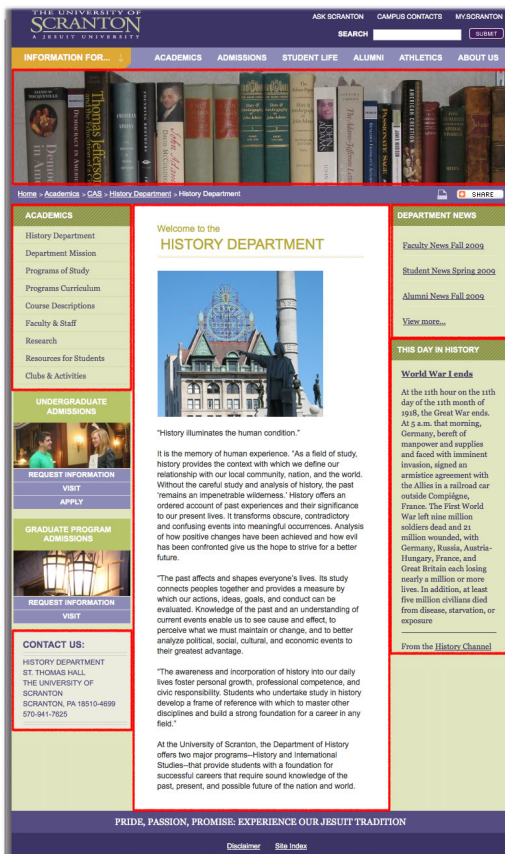 THE UNIVERSITY OF
SCRANTON
A JESUIT UNIVERSITY
ASK SCRANTON CAMPUS CONTACTS MY.SCRANTON
SEARCH SUBMIT
INFORMATION FOR... ACADEMICS ADMISSIONS STUDENT LIFE ALUMNI ATHLETICS ABOUT US
Thomas Jefferson
DEMOCRACY IN AMERICA
John Adams
DAVID McCULLOUGH
JOHN ADAMS
The Adams-Jefferson Letters
PASSIONATE SAGE
AMERICAN CREATION
Home > Academics > CAS > History Department > History Department
SHARE
ACADEMICS
History Department
Department Mission
Programs of Study
Programs Curriculum
Course Descriptions
Faculty & Staff
Research
Resources for Students
Clubs & Activities
UNDERGRADUATE
ADMISSIONS
REQUEST INFORMATION
VISIT
APPLY
GRADUATE PROGRAM
ADMISSIONS
REQUEST INFORMATION
VISIT
CONTACT US:
HISTORY DEPARTMENT
ST. THOMAS HALL
THE UNIVERSITY OF
SCRANTON
SCRANTON, PA 18510-4699
570-941-7625
Welcome to the
HISTORY DEPARTMENT
"History illuminates the human condition."
It is the memory of human experience. "As a field of study,
history provides the context with which we define our
relationship with our local community, nation, and the world.
Without the careful study and analysis of history, the past
'remains an impenetrable wilderness.' History offers an
ordered account of past experiences and their significance
to our present lives. It transforms obscure, contradictory
and confusing events into meaningful occurrences. Analysis
of how positive changes have been achieved and how evil
has been confronted give us the hope to strive for a better
future.
"The past affects and shapes everyone's lives. Its study
connects peoples together and provides a measure by
which our actions, ideas, goals, and conduct can be
evaluated. Knowledge of the past and an understanding of
current events enable us to see cause and effect, to
perceive what we must maintain or change, and to better
analyze political, social, cultural, and economic events to
their greatest advantage.
"The awareness and incorporation of history into our daily
lives foster personal growth, professional competence, and
civic responsibility. Students who undertake study in history
develop a frame of reference with which to master other
disciplines and build a strong foundation for a career in any
field."
At the University of Scranton, the Department of History
offers two major programs--History and International
Studies--that provide students with a foundation for
successful careers that require sound knowledge of the
past, present, and possible future of the nation and world.
DEPARTMENT NEWS
Faculty News Fall 2009
Student News Spring 2009
Alumni News Fall 2009
View more...
THIS DAY IN HISTORY
World War I ends
At the 11th hour on the 11th
day of the 11th month of
1918, the Great War ends.
At 5 a.m. that morning,
Germany, bereft of
manpower and supplies
and faced with imminent
invasion, signed an
armistice agreement with
the Allies in a railroad car
outside Compiégne,
France. The First World
War left nine million
soldiers dead and 21
million wounded, with
Germany, Russia, Austria-
Hungary, France, and
Great Britain each losing
nearly a million or more
lives. In addition, at least
five million civilians died
from disease, starvation, or
exposure
From the History Channel
PRIDE, PASSION, PROMISE: EXPERIENCE OUR JESUIT TRADITION
Disclaimer Site Index